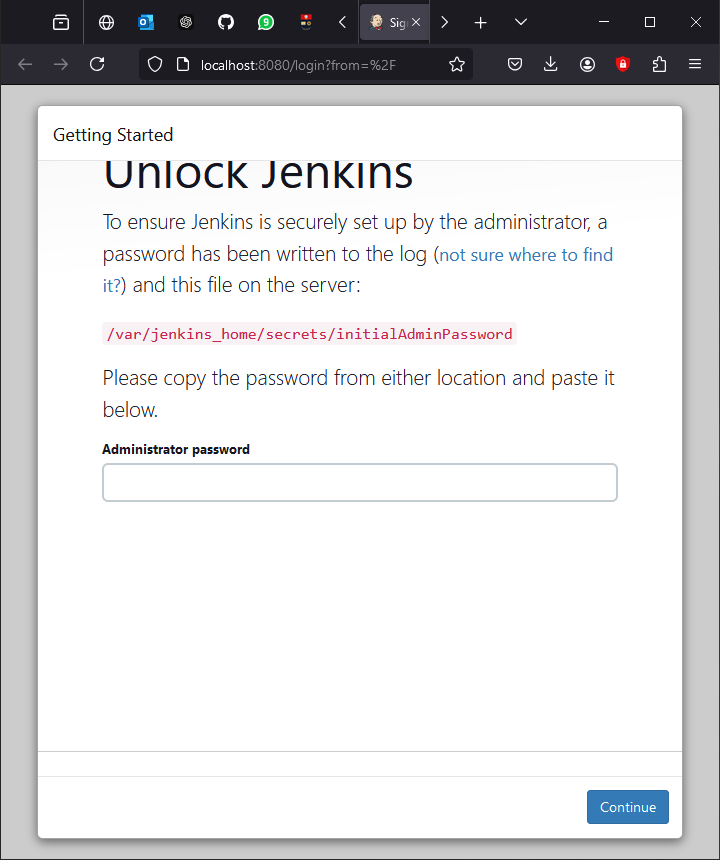 9
Sig
localhost:8080/login?from=%2F
Getting Started
Unlock Jenkins
To ensure Jenkins is securely set up by the administrator, a
password has been written to the log (not sure where to find
it?) and this file on the server:
/var/jenkins_home/secrets/initialAdminPassword
Please copy the password from either location and paste it
below.
Administrator password
Continue